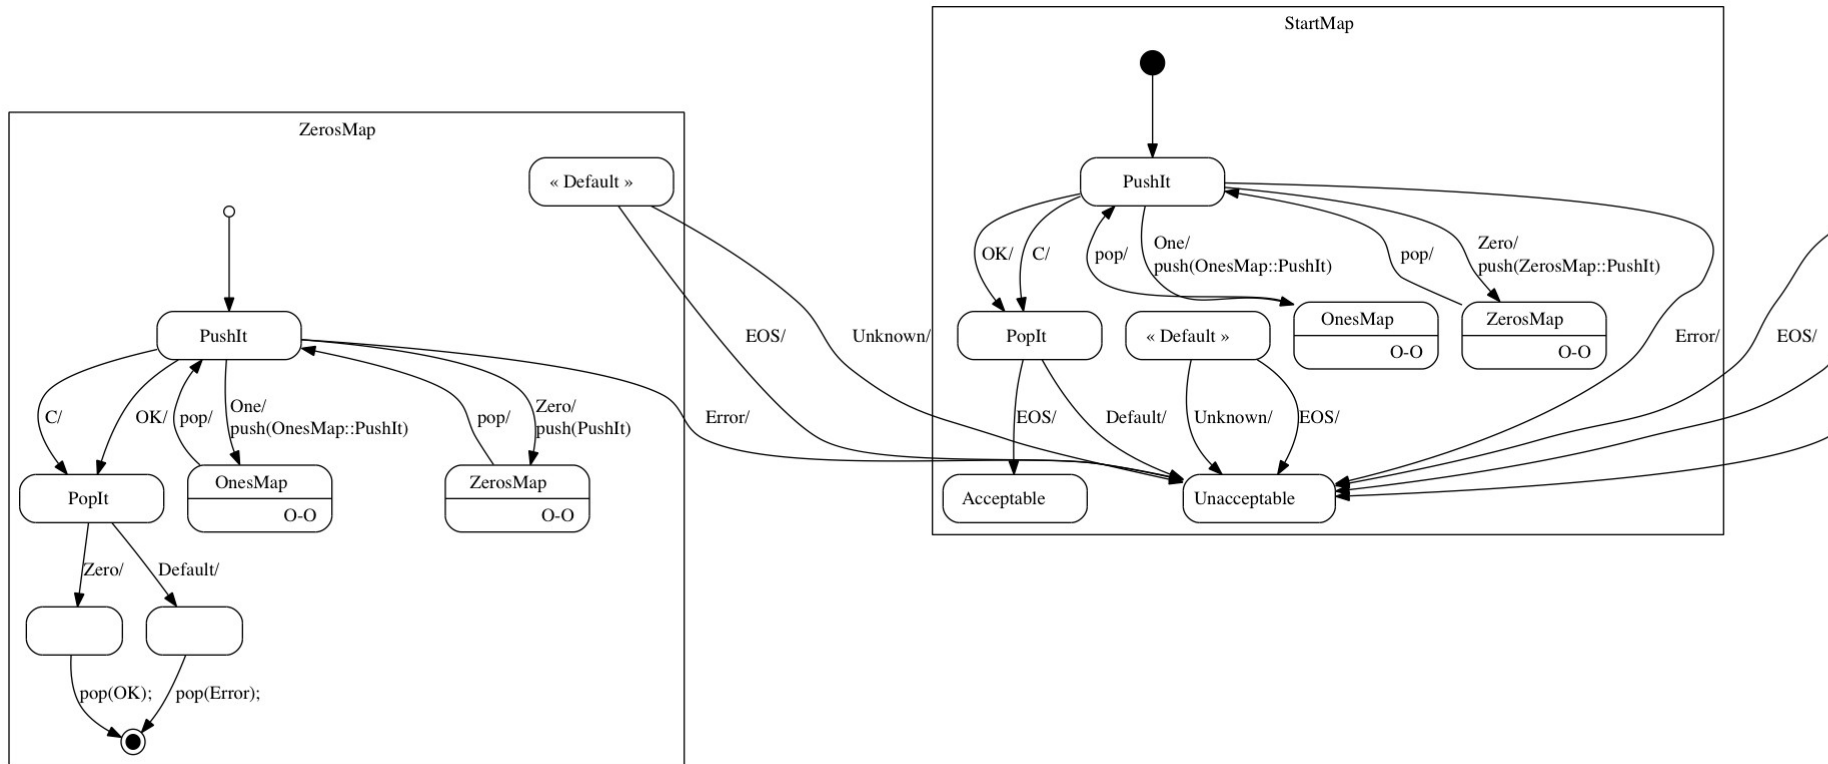 StartMap
ZerosMap
« Default »
PushIt
OK/
C/
pop/
One/
push(OnesMap::PushIt)
pop/
Zero/
push(ZerosMap::PushIt)
PushIt
EOS/
Unknown/
PopIt
« Default »
OnesMap
O-O
ZerosMap
O-O
Error/
EOS/
C/
OK/
pop/
One/
push(OnesMap::PushIt)
pop/
Zero/
push(PushIt)
Error/
EOS/
Default/
Unknown/
EOS/
PopIt
OnesMap
O-O
ZerosMap
O-O
Acceptable
Unacceptable
Zero/
Default/
pop(OK);
pop(Error);